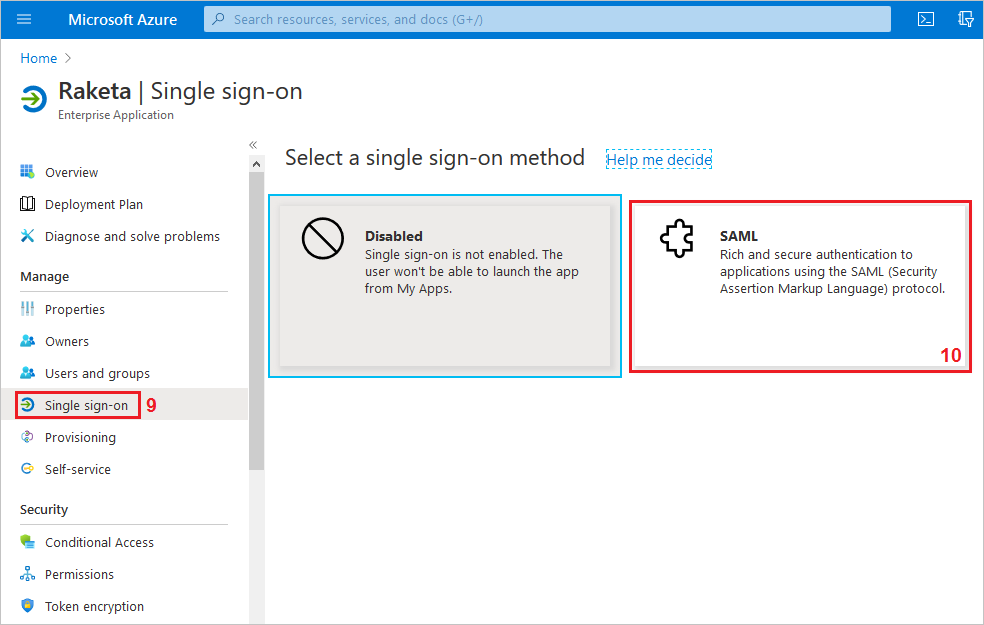 Microsoft Azure
Search resources, services, and docs (G+/)
Home
Raketa | Single sign-on
Enterprise Application
Overview
Deployment Plan
Diagnose and solve problems
Manage
Properties
Owners
Users and groups
Single sign-on 9
Provisioning
Self-service
Security
Conditional Access
Permissions
Token encryption
Select a single sign-on method Help me decide
Disabled
Single sign-on is not enabled. The
user won't be able to launch the app
from My Apps.
SAML
Rich and secure authentication to
applications using the SAML (Security
Assertion Markup Language) protocol.
10